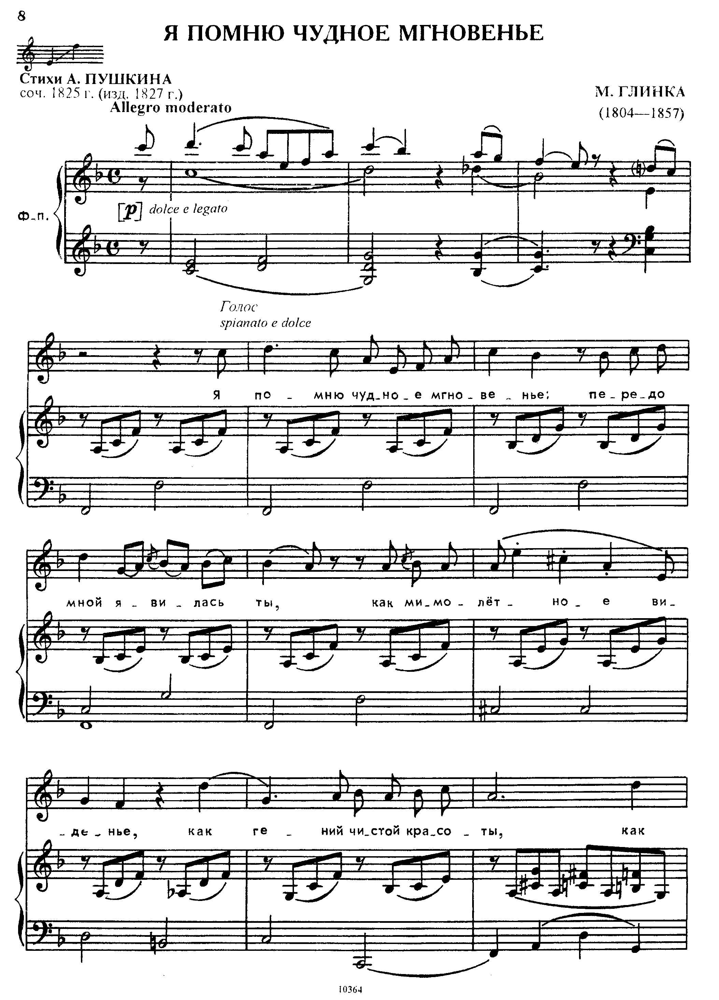 8
Я ПОМНЮ ЧУДНОЕ МГНОВЕНЬЕ
Стихи А. ПУШКИНА
соч. 1825 г. (изд. 1827 г.)
М. ГЛИНКА
(1804—1857)
Allegro moderato
[p] dolce e legato
Ф-п.
Голос
spianato e dolce
Я по - мню чуд-но - е мгно - ве - нье: пе-ре-до
мной я - ви - лась ты, как ми-мо - лёт - но - е ви -
- де - нье, как ге - ний чи-стой кра-со - ты, как
10364